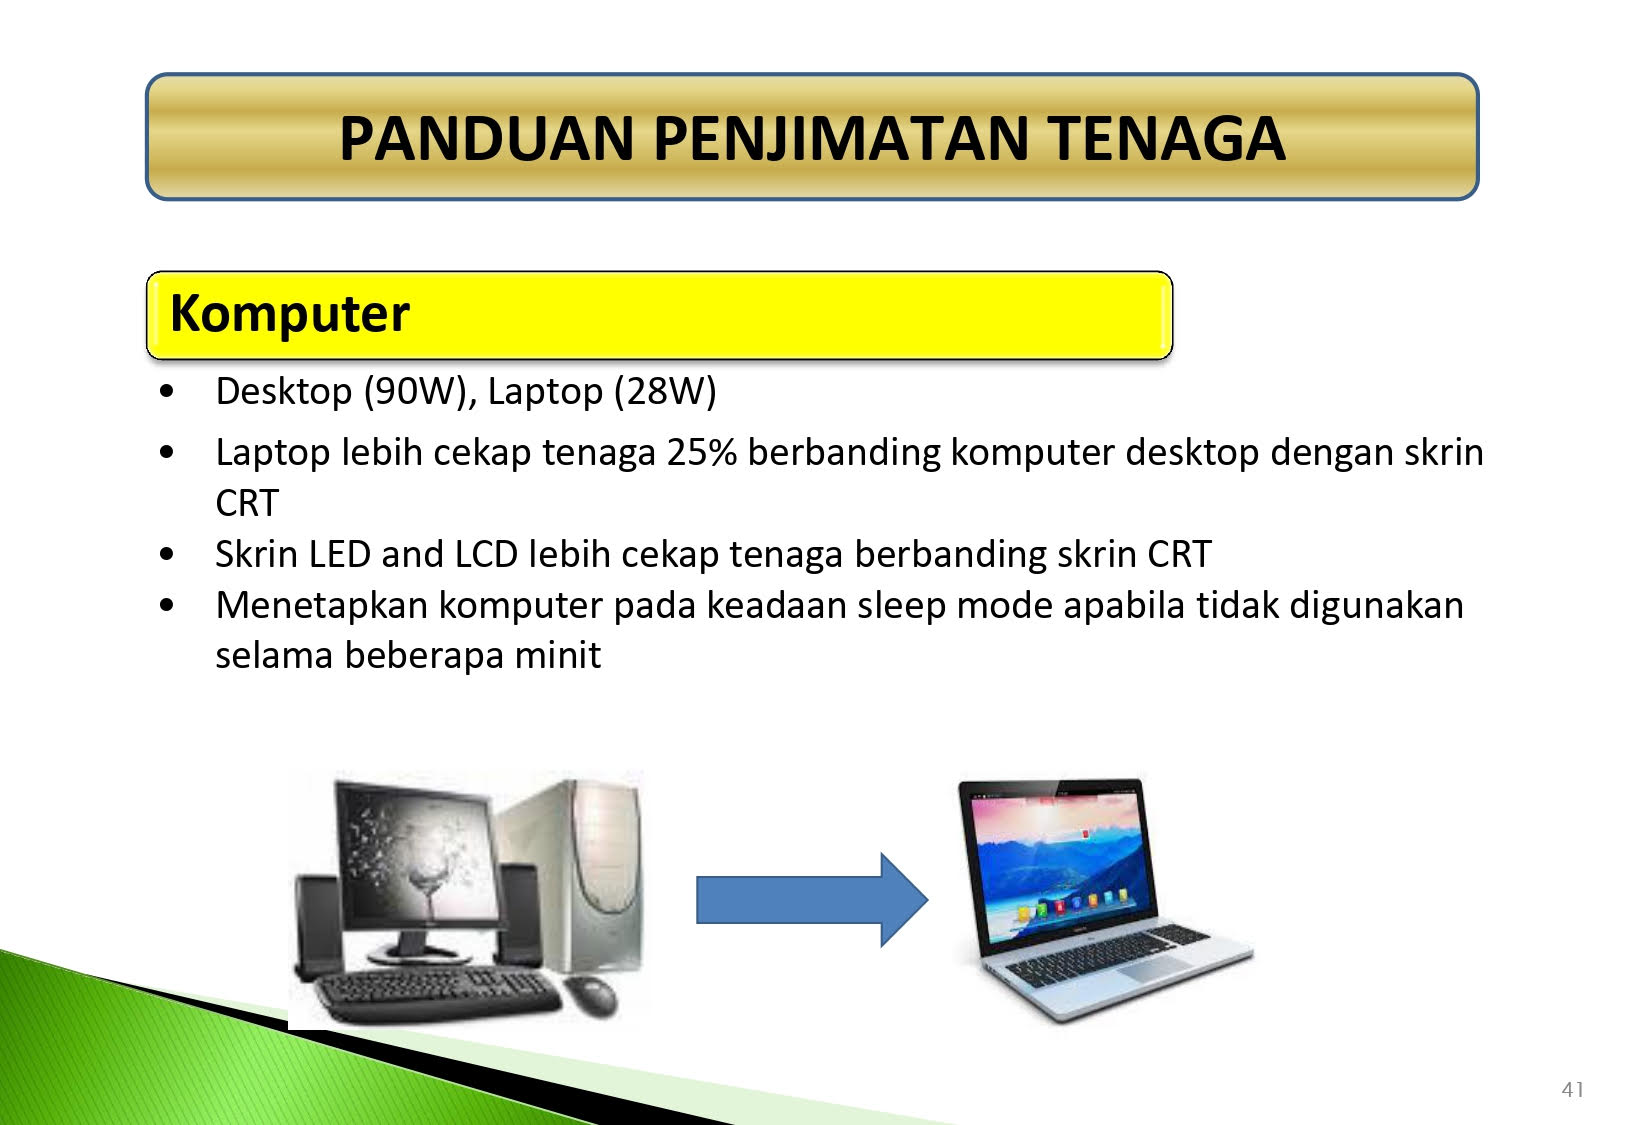 PANDUAN PENJIMATAN TENAGA
Komputer
• Desktop (90W), Laptop (28W)
• Laptop lebih cekap tenaga 25% berbanding komputer desktop dengan skrin
CRT
• Skrin LED and LCD lebih cekap tenaga berbanding skrin CRT
• Menetapkan komputer pada keadaan sleep mode apabila tidak digunakan
selama beberapa minit
41